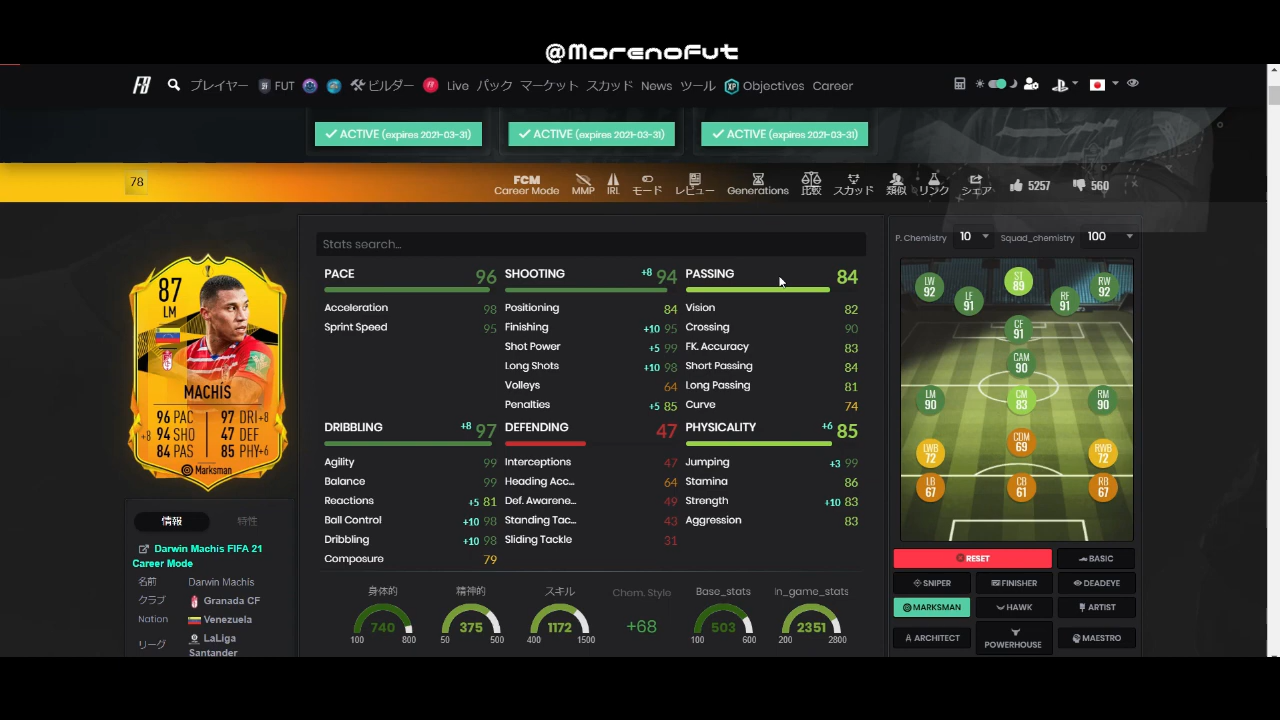 @MorenoFut
プレイヤー FUT ビルダー Live パック マーケット スカッド News ツール XP Objectives Career
ACTIVE (expires 2021-03-31) ACTIVE (expires 2021-03-31) ACTIVE (expires 2021-03-31)
78 FCM Career Mode MMP IRL モード レビュー Generations 比較 スカッド 類似 リンク シェア 5257 560
87
LM
MACHÍS
96 PAC 97 DRI+8
+8 94 SHO 47 DEF
84 PAS 85 PHY+6
Marksman
情報 特性
Darwin Machís FIFA 21
Career Mode
名前 Darwin Machís
クラブ Granada CF
Nation Venezuela
リーグ LaLiga Santander
Stats search...
PACE 96
Acceleration 98
Sprint Speed 95
SHOOTING +8 94
Positioning 84
Finishing +10 95
Shot Power +5 99
Long Shots +10 98
Volleys 64
Penalties +5 85
PASSING 84
Vision 82
Crossing 90
FK. Accuracy 83
Short Passing 84
Long Passing 81
Curve 74
DRIBBLING +8 97
Agility 99
Balance 99
Reactions +5 81
Ball Control +10 98
Dribbling +10 98
Composure 79
DEFENDING 47
Interceptions 47
Heading Acc... 64
Def. Awarene... 49
Standing Tac... 43
Sliding Tackle 31
PHYSICALITY +6 85
Jumping +3 99
Stamina 86
Strength +10 83
Aggression 83
身体的 精神的 スキル Chem. Style Base_stats In_game_stats
740 375 1172 +68 503 2351
100 800 50 500 400 1500 100 600 200 2800
P. Chemistry 10 Squad_chemistry 100
LW 92 ST 89 RW 92
LF 91 RF 91
CF 91
CAM 90
LM 90 CM 83 RM 90
LWB 72 CDM 69 RWB 72
LB 67 CB 61 RB 67
RESET BASIC
SNIPER FINISHER DEADEYE
MARKSMAN HAWK ARTIST
ARCHITECT POWERHOUSE MAESTRO